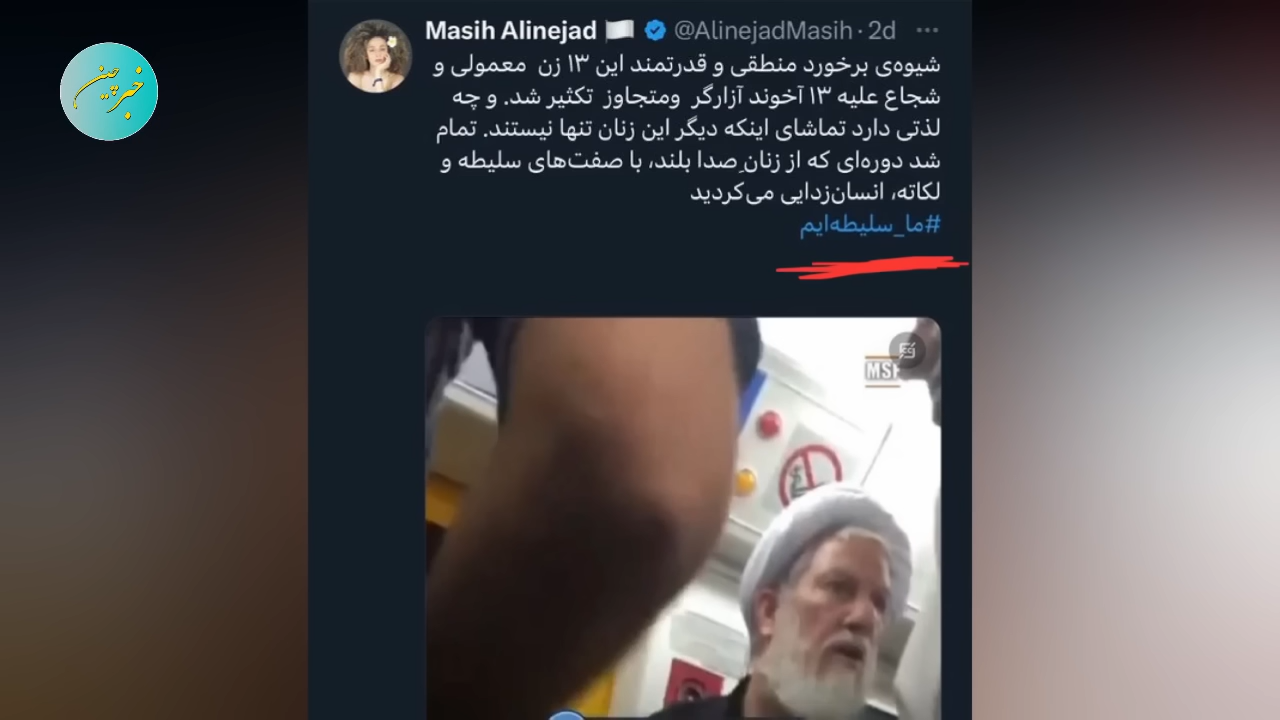 خبرچین
Masih Alinejad @AlinejadMasih · 2d
شیوه‌ی برخورد منطقی و قدرتمند این ۱۳ زن معمولی و
شجاع علیه ۱۳ آخوند آزارگر ومتجاوز تکثیر شد. و چه
لذتی دارد تماشای اینکه دیگر این زنان تنها نیستند. تمام
شد دوره‌ای که از زنان ِصدا بلند، با صفت‌های سلیطه و
لکاته، انسان‌زدایی می‌کردید
#ما_سلیطه‌ایم